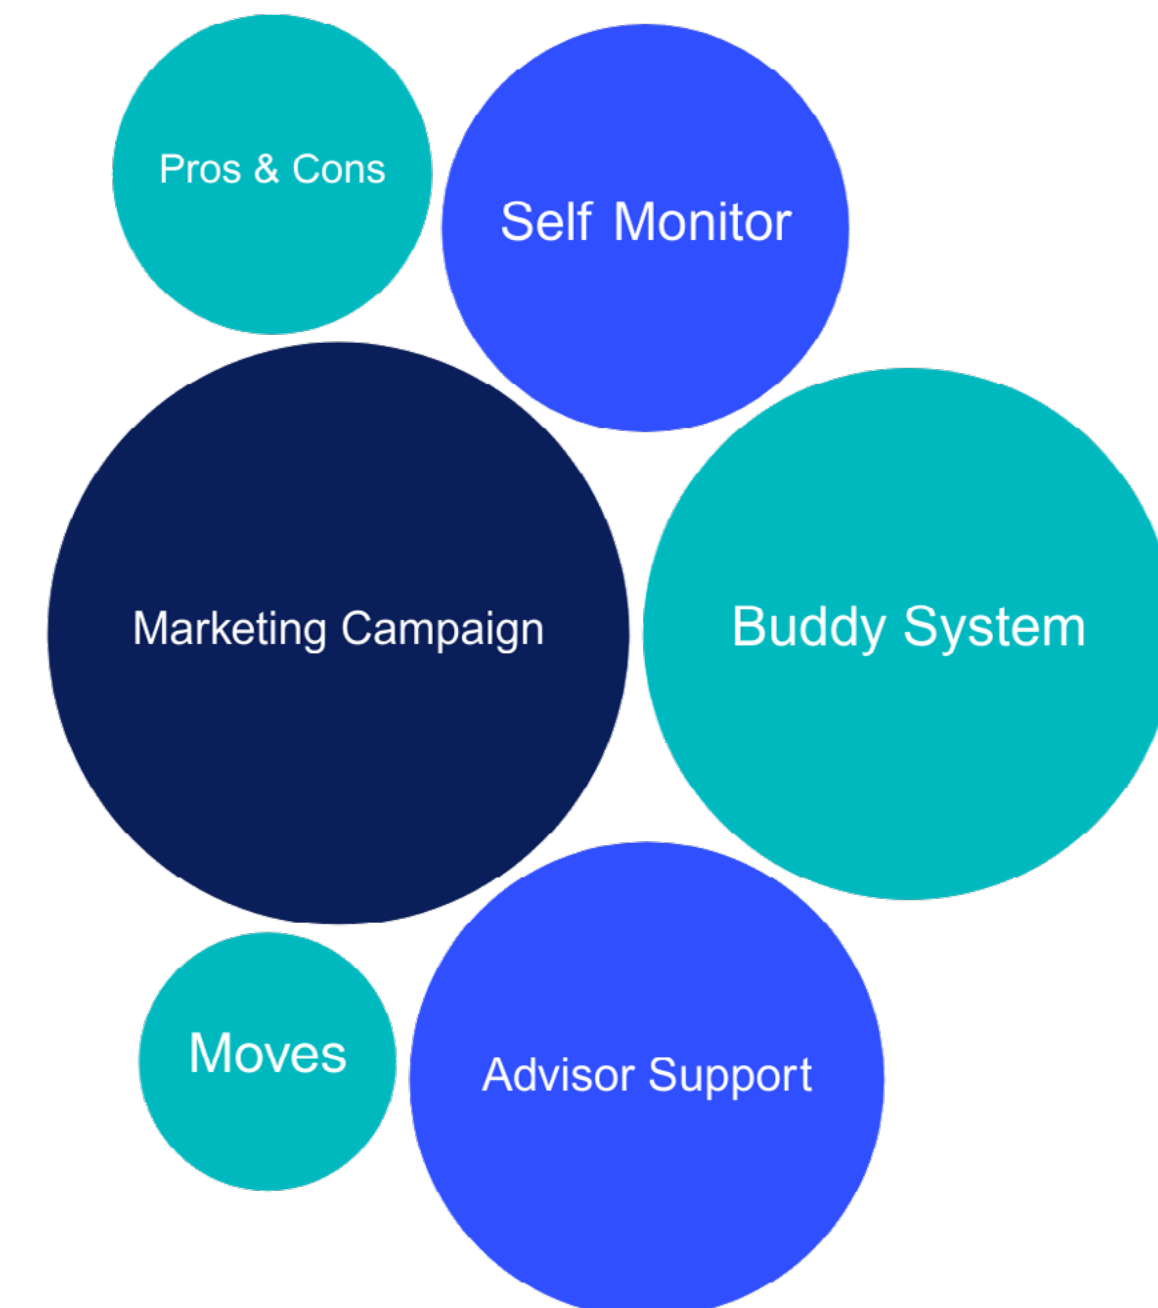 Pros & Cons
Self Monitor
Marketing Campaign
Buddy System
Moves
Advisor Support